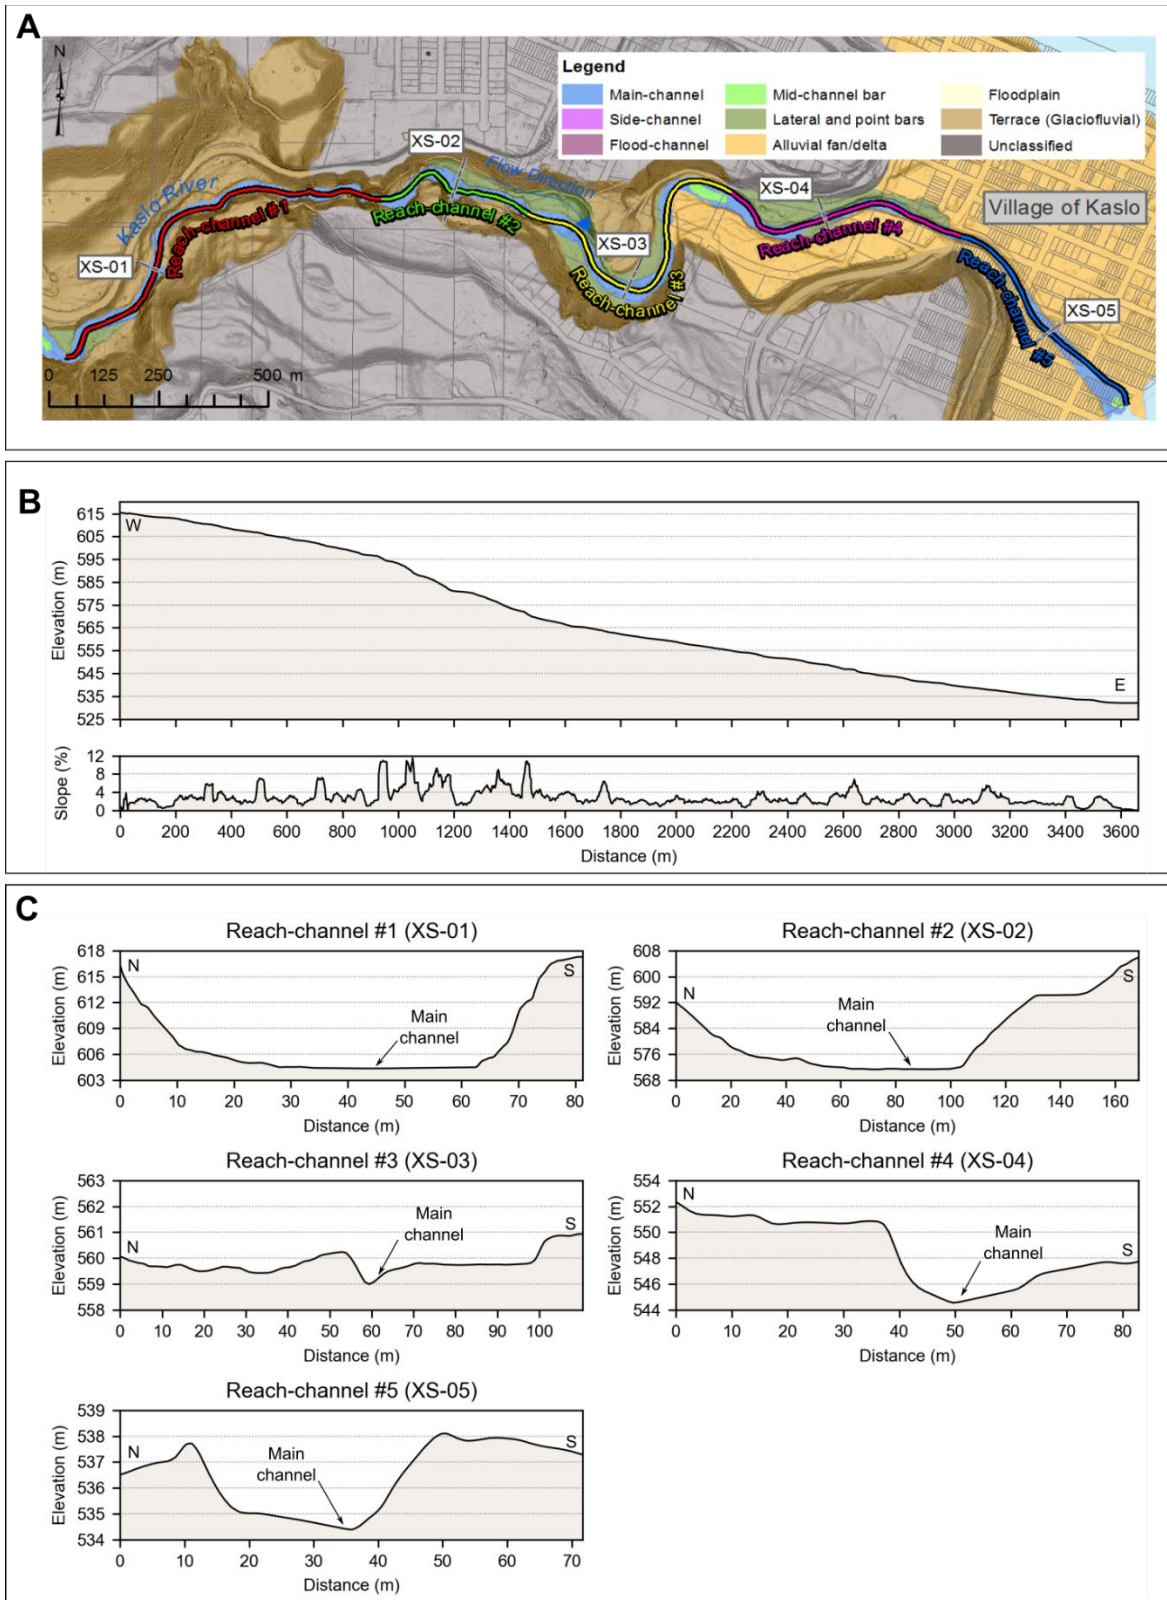 A
N
Legend
Main-channel
Side-channel
Flood-channel
Mid-channel bar
Lateral and point bars
Alluvial fan/delta
Floodplain
Terrace (Glaciofluvial)
Unclassified
XS-02
Flow Direction
XS-04
Kaslo River
Village of Kaslo
Reach-channel #1
Reach-channel #2
XS-03
Reach-channel #4
XS-01
Reach-channel #3
Reach-channel #5
XS-05
0 125 250 500 m
B
Elevation (m)
615
605
595
585
575
565
555
545
535
525
W
E
Slope (%)
12
8
4
0
0 200 400 600 800 1000 1200 1400 1600 1800 2000 2200 2400 2600 2800 3000 3200 3400 3600
Distance (m)
C
Reach-channel #1 (XS-01)
Elevation (m)
618
615
612
609
606
603
N
S
Main
channel
0 10 20 30 40 50 60 70 80
Distance (m)
Reach-channel #2 (XS-02)
Elevation (m)
608
600
592
584
576
568
N
S
Main
channel
0 20 40 60 80 100 120 140 160
Distance (m)
Reach-channel #3 (XS-03)
Elevation (m)
563
562
561
560
559
558
N
S
Main
channel
0 10 20 30 40 50 60 70 80 90 100
Distance (m)
Reach-channel #4 (XS-04)
Elevation (m)
554
552
550
548
546
544
N
S
Main
channel
0 10 20 30 40 50 60 70 80
Distance (m)
Reach-channel #5 (XS-05)
Elevation (m)
539
538
537
536
535
534
N
S
Main
channel
0 10 20 30 40 50 60 70
Distance (m)